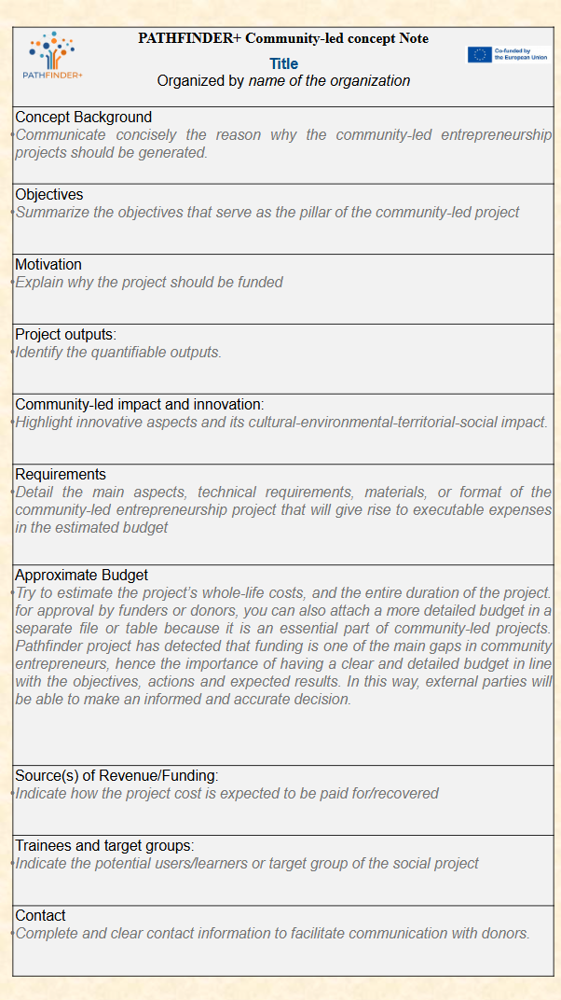 PATHFINDER+ Community-led concept Note
PATHFINDER+
Co-funded by
the European Union
Title
Organized by name of the organization
Concept Background
•Communicate concisely the reason why the community-led entrepreneurship
projects should be generated.
Objectives
•Summarize the objectives that serve as the pillar of the community-led project
Motivation
•Explain why the project should be funded
Project outputs:
•Identify the quantifiable outputs.
Community-led impact and innovation:
•Highlight innovative aspects and its cultural-environmental-territorial-social impact.
Requirements
•Detail the main aspects, technical requirements, materials, or format of the
community-led entrepreneurship project that will give rise to executable expenses
in the estimated budget
Approximate Budget
•Try to estimate the project's whole-life costs, and the entire duration of the project.
for approval by funders or donors, you can also attach a more detailed budget in a
separate file or table because it is an essential part of community-led projects.
Pathfinder project has detected that funding is one of the main gaps in community
entrepreneurs, hence the importance of having a clear and detailed budget in line
with the objectives, actions and expected results. In this way, external parties will
be able to make an informed and accurate decision.
Source(s) of Revenue/Funding:
•Indicate how the project cost is expected to be paid for/recovered
Trainees and target groups:
•Indicate the potential users/learners or target group of the social project
Contact
•Complete and clear contact information to facilitate communication with donors.